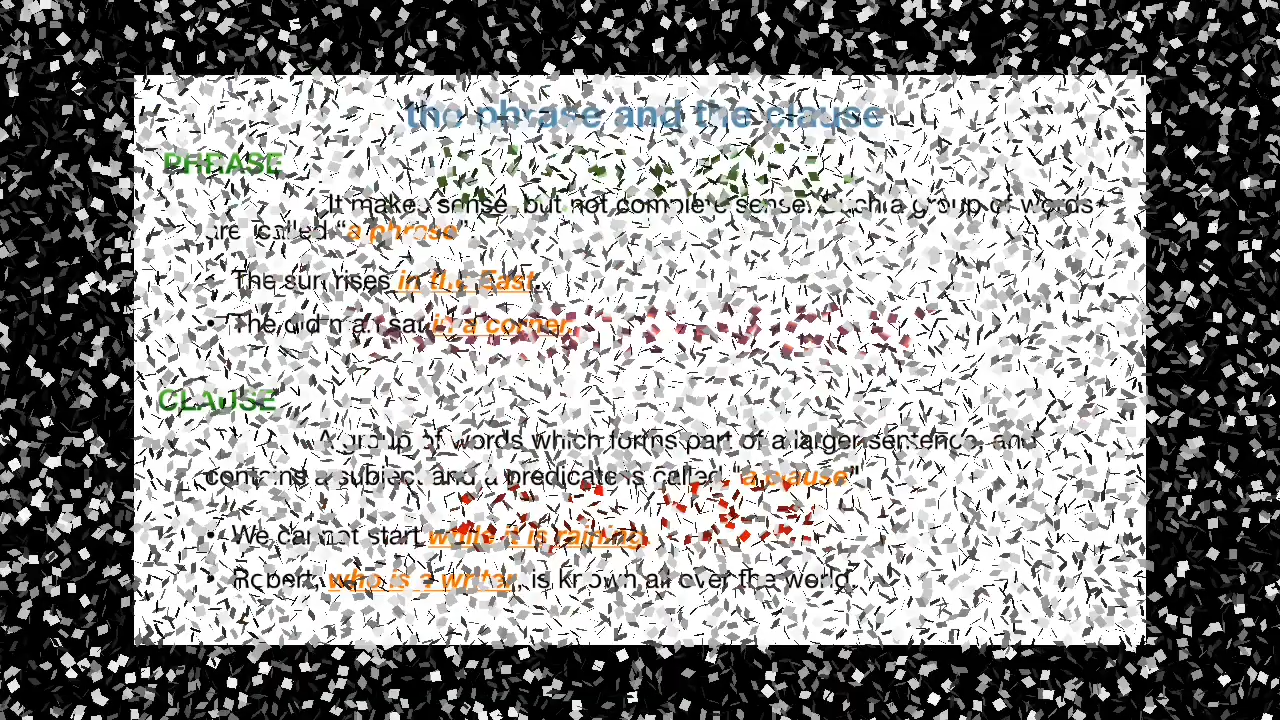 the phrase and the clause
PHRASE
It makes sense, but not complete sense. Such a group of words
are called “a phrase”.
The sun rises in the East.
• The old man sat in a corner.
CLAUSE
A group of words which forms part of a larger sentence, and
contains a subject and a predicate is called “a clause”
• We cannot start while it is raining.
• Robert, who is a writer, is known all over the world.